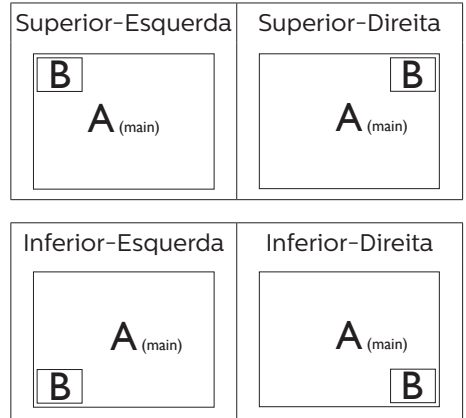 Superior-Esquerda Superior-Direita
B B
A (main) A (main)
Inferior-Esquerda Inferior-Direita
A (main) A (main)
B B